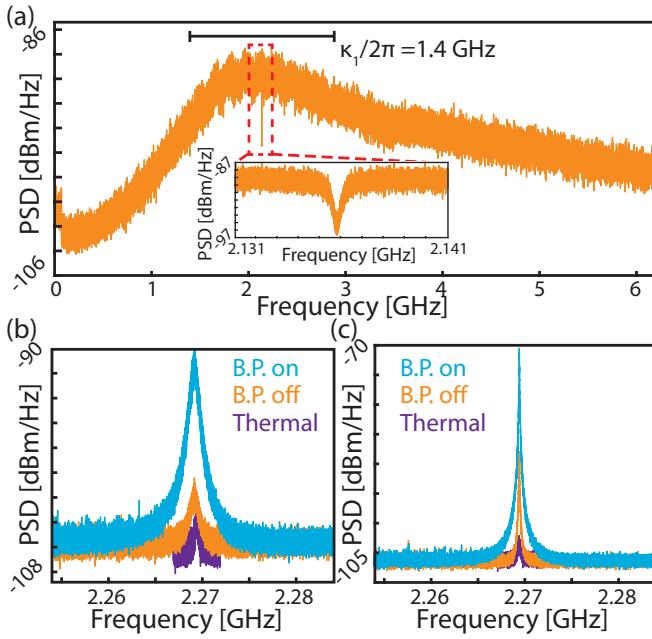 (a)
-86
κ₁/2π = 1.4 GHz
PSD [dBm/Hz]
-87
PSD [dBm/Hz]
-97
2.131
2.141
Frequency [GHz]
-106
0
1
2
3
4
5
6
Frequency [GHz]
(b)
-90
B.P. on
B.P. off
Thermal
PSD [dBm/Hz]
-108
2.26
2.27
2.28
Frequency [GHz]
(c)
-70
B.P. on
B.P. off
Thermal
PSD [dBm/Hz]
-105
2.26
2.27
2.28
Frequency [GHz]